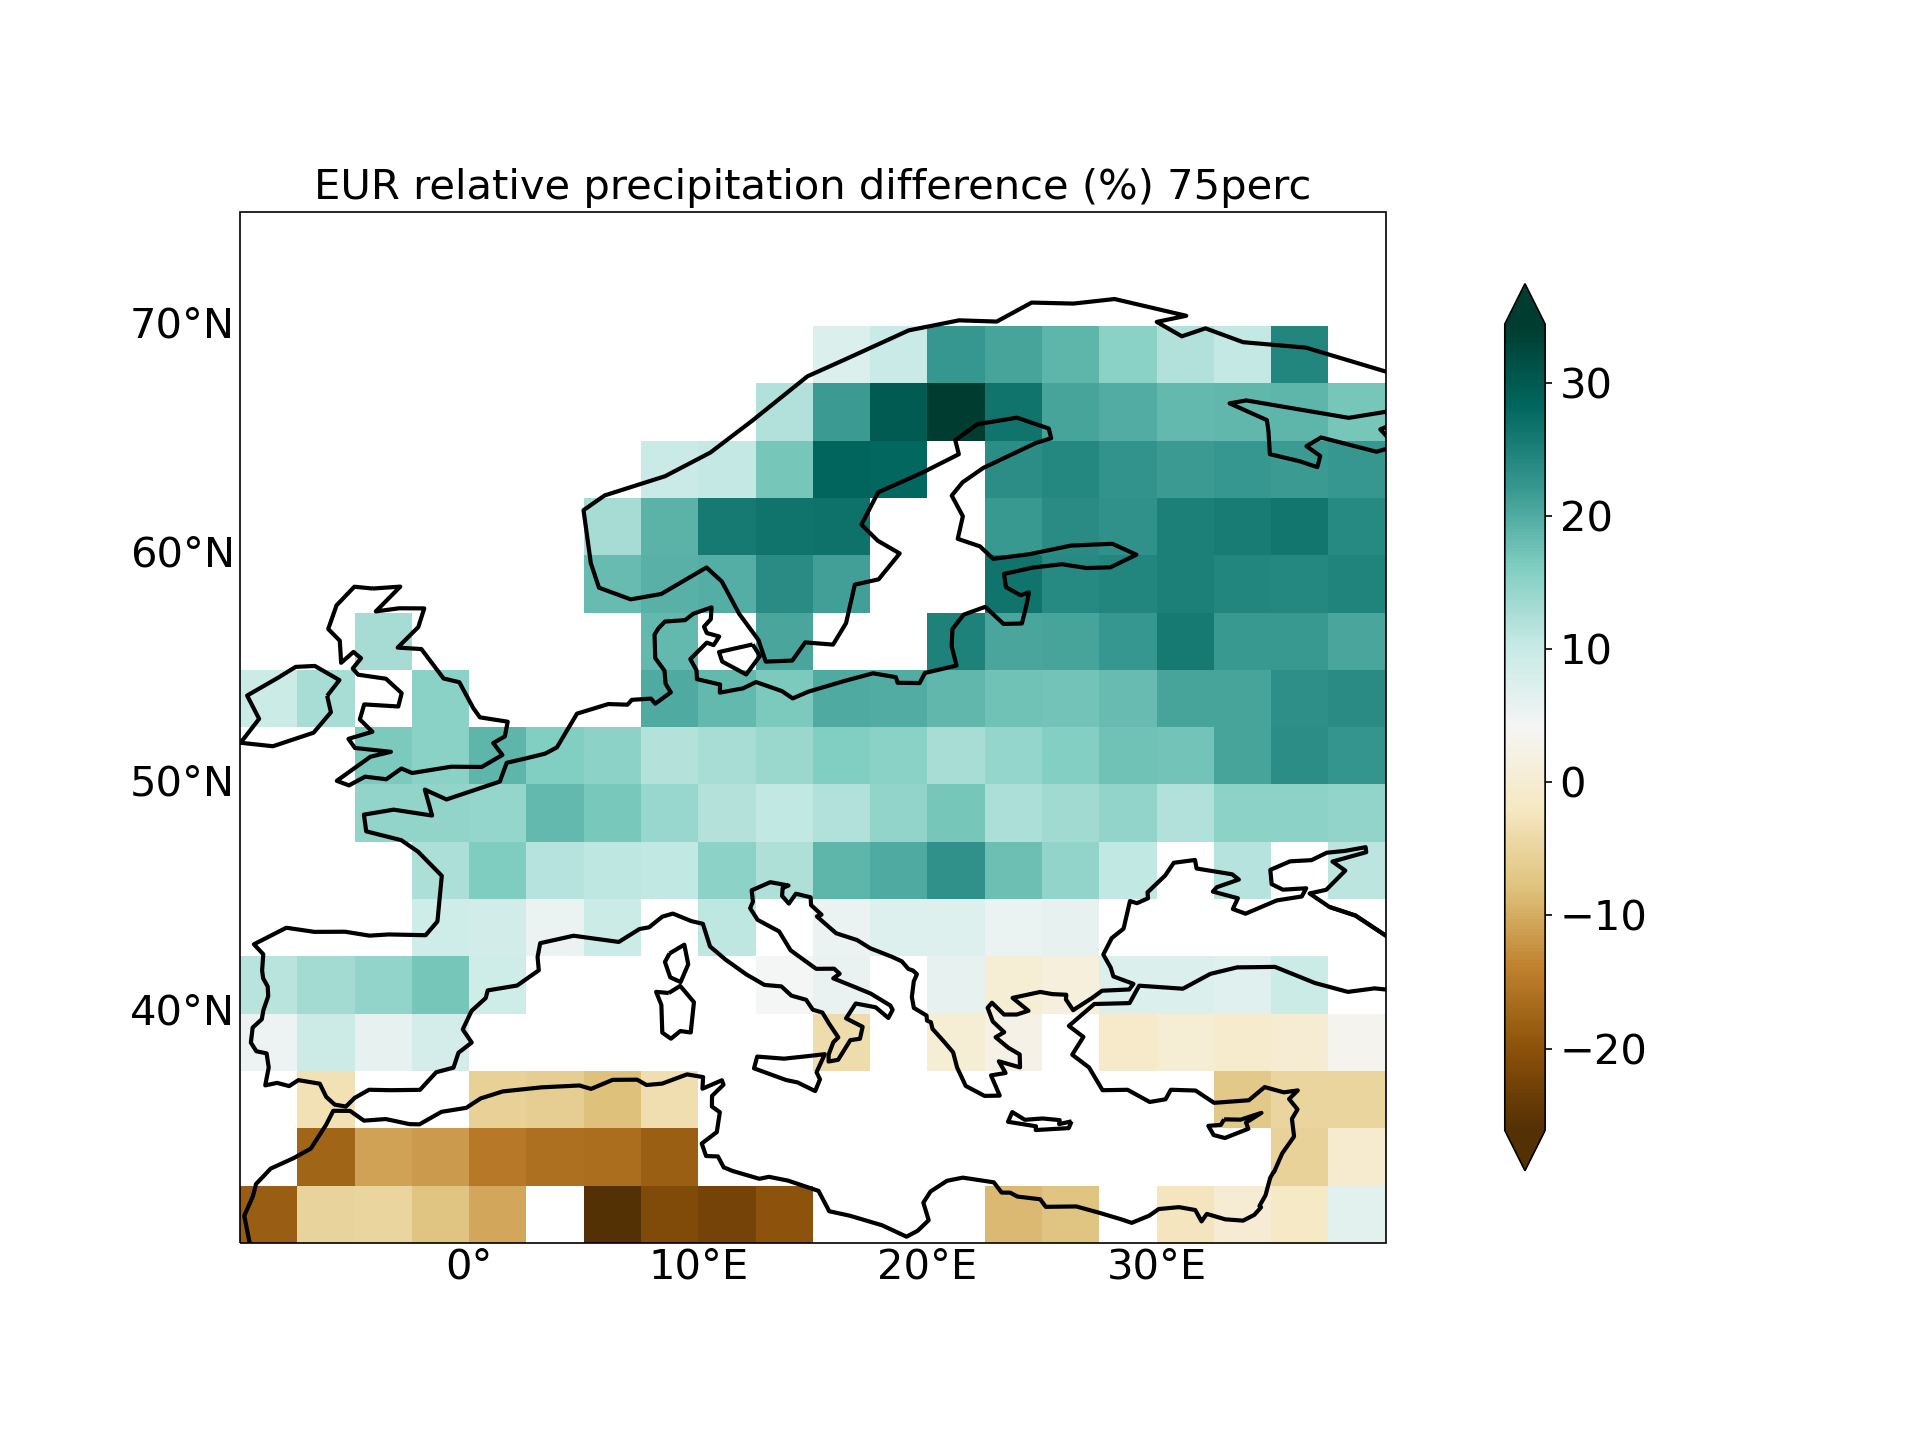 EUR relative precipitation difference (%) 75perc
70°N
60°N
50°N
40°N
0°
10°E
20°E
30°E
30
20
10
0
−10
−20